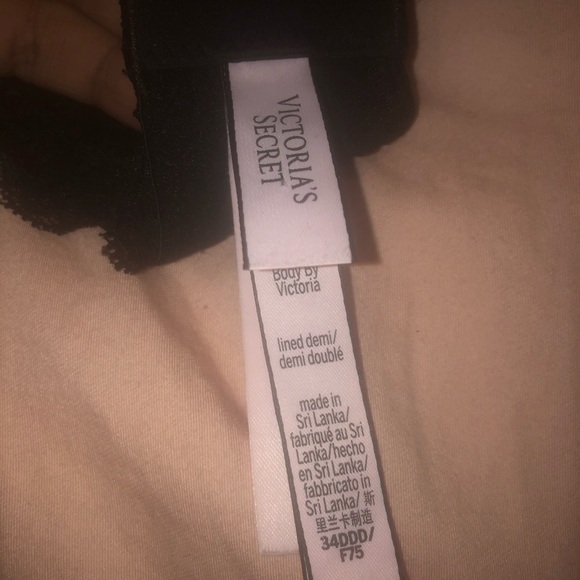 VICTORIA'S
SECRET
Body By
Victoria
lined demi/
demi doublé
made in
Sri Lanka/
fabriqué au Sri
Lanka/hecho
en Sri Lanka/
fabbricato in
Sri Lanka/ 斯
里兰卡制造
34DDD/
F75